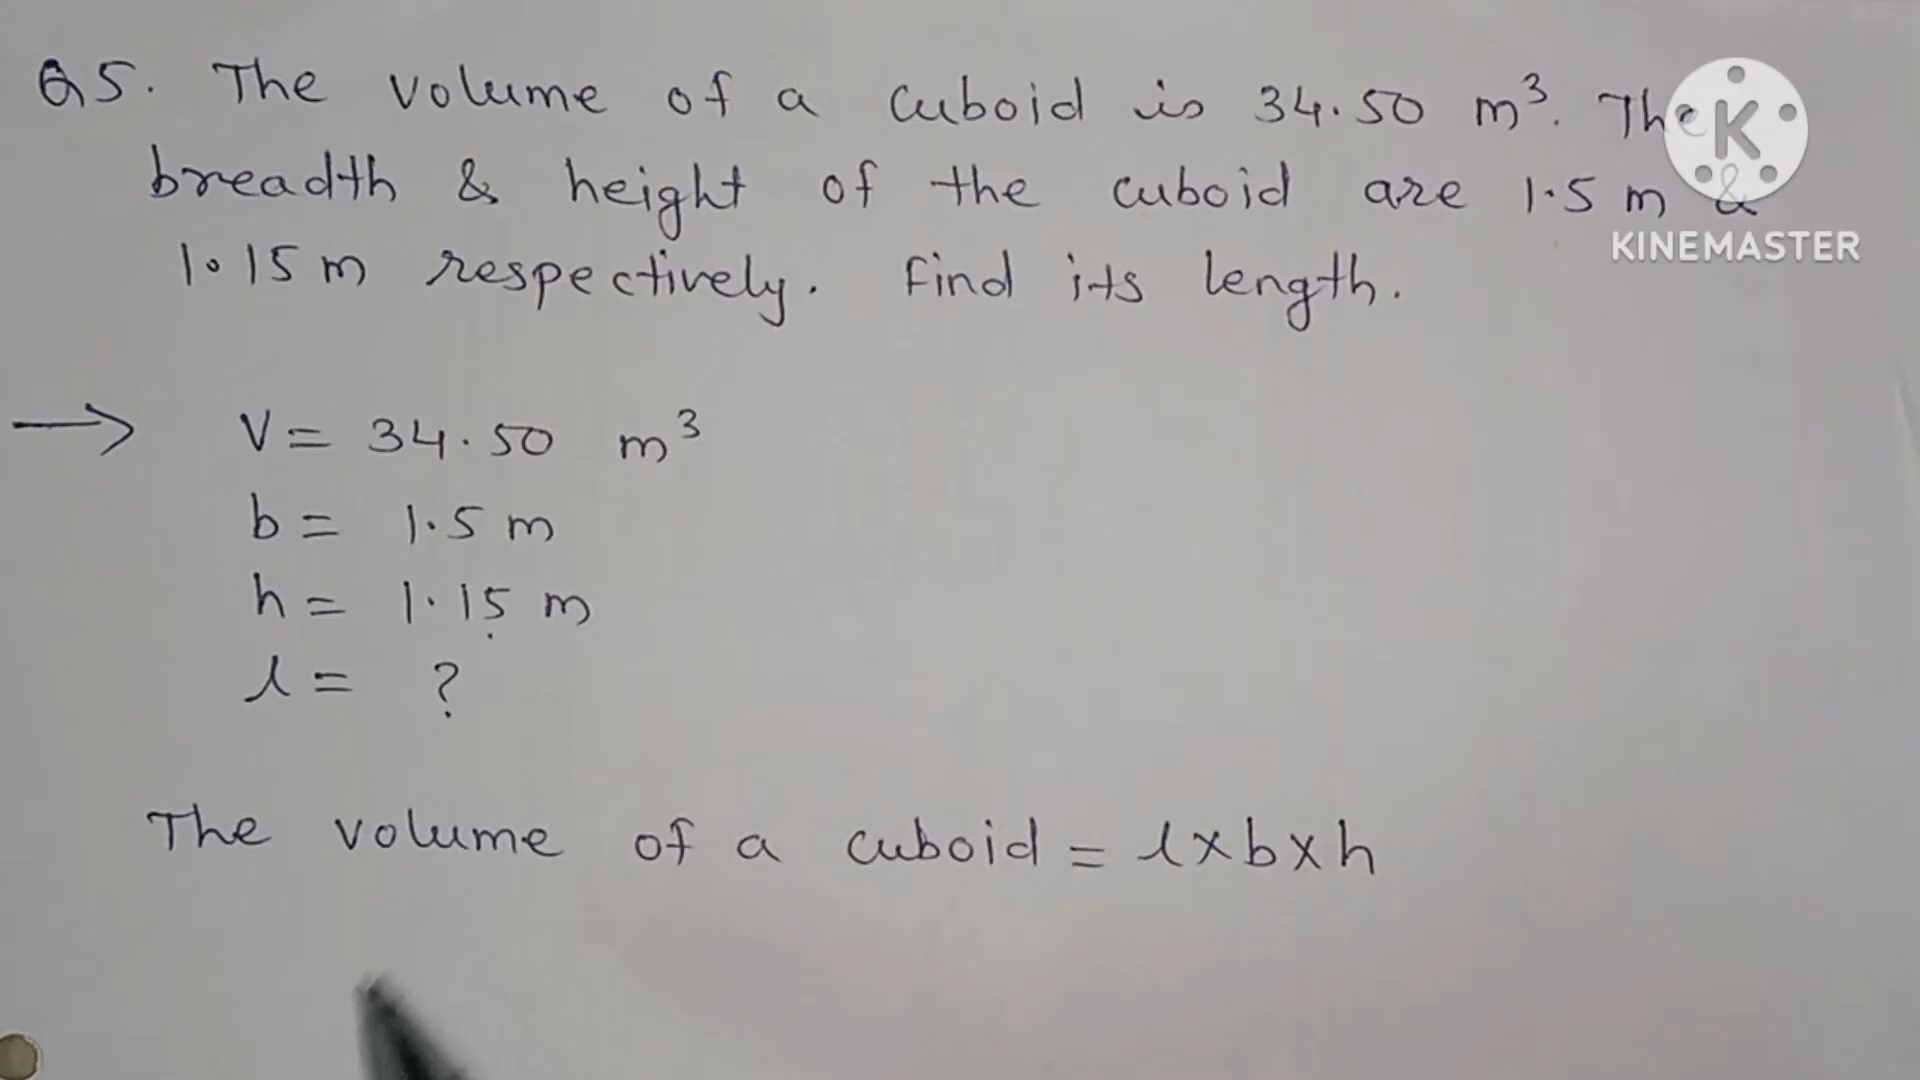 Q5. The volume of a cuboid is 34.50 m³. The
breadth & height of the cuboid are 1.5 m &
1.15 m respectively. Find its length.
→ V = 34.50 m³
b = 1.5 m
h = 1.15 m
l = ?
The volume of a cuboid = l×b×h
K
KINEMASTER